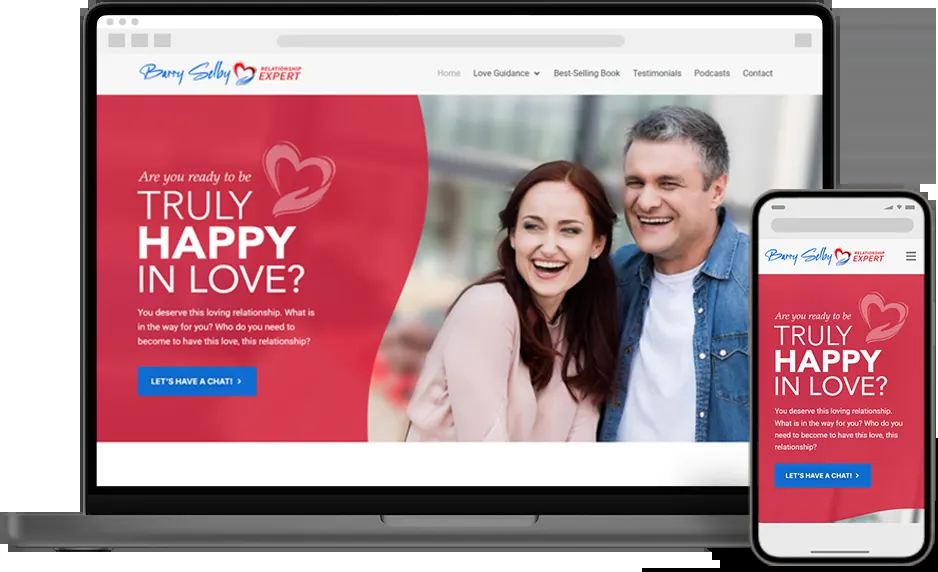 Barry Selby RELATIONSHIP EXPERT
Home Love Guidance Best-Selling Book Testimonials Podcasts Contact
Are you ready to be
TRULY
HAPPY
IN LOVE?
You deserve this loving relationship. What is
in the way for you? Who do you need to
become to have this love, this relationship?
LET'S HAVE A CHAT!
Barry Selby RELATIONSHIP EXPERT
Are you ready to be
TRULY
HAPPY
IN LOVE?
You deserve this loving relationship.
What is in the way for you? Who do you
need to become to have this love, this
relationship?
LET'S HAVE A CHAT!